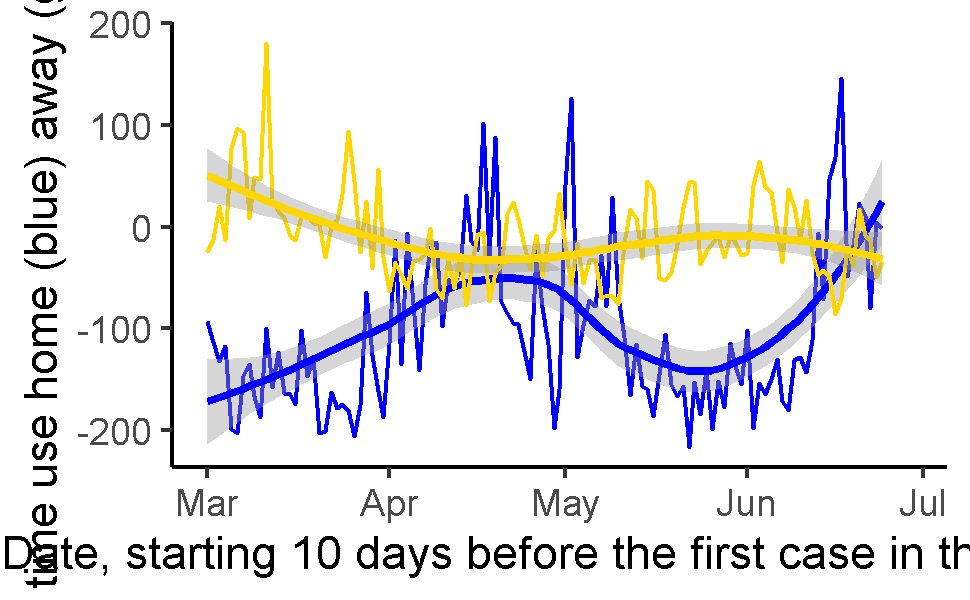 time use home (blue) away (
200
100
0
-100
-200
Mar Apr May Jun Jul
Date, starting 10 days before the first case in th